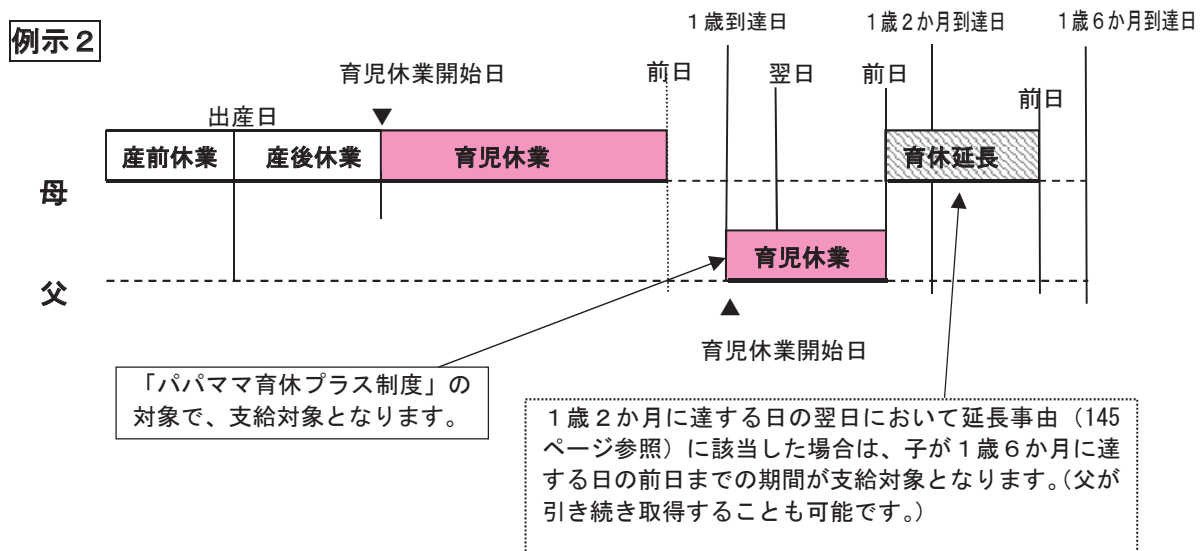 例示２
１歳到達日
１歳２か月到達日
１歳６か月到達日
育児休業開始日
前日
翌日
前日
前日
出産日
産前休業
産後休業
育児休業
育休延長
母
育児休業
父
育児休業開始日
「パパママ育休プラス制度」の
対象で、支給対象となります。
１歳２か月に達する日の翌日において延長事由（145
ページ参照）に該当した場合は、子が１歳６か月に達
する日の前日までの期間が支給対象となります。（父が
引き続き取得することも可能です。）